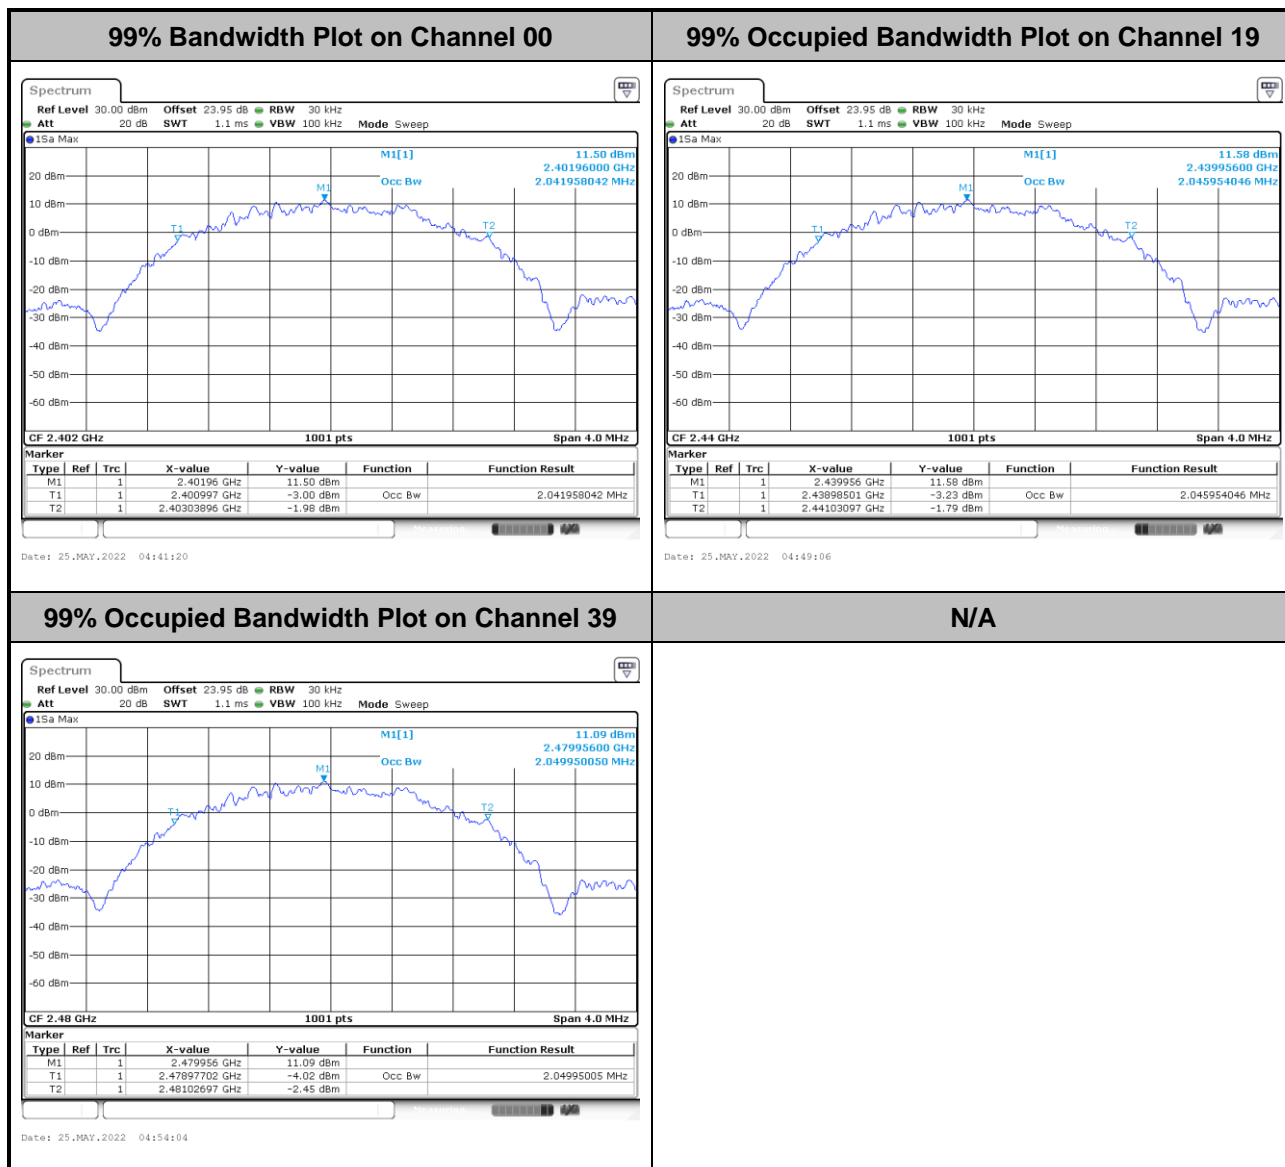 99% Bandwidth Plot on Channel 00
Spectrum
Ref Level 30.00 dBm Offset 23.95 dB RBW 30 kHz
Att 20 dB SWT 1.1 ms VBW 100 kHz Mode Sweep
1Sa Max
M1[1] 11.50 dBm
2.40196000 GHz
Occ Bw 2.041958042 MHz
20 dBm
M1
10 dBm
T1
T2
0 dBm
-10 dBm
-20 dBm
-30 dBm
-40 dBm
-50 dBm
-60 dBm
CF 2.402 GHz 1001 pts Span 4.0 MHz
Marker
Type Ref Trc X-value Y-value Function Function Result
M1 1 2.40196 GHz 11.50 dBm
T1 1 2.400997 GHz -3.00 dBm Occ Bw 2.041958042 MHz
T2 1 2.40303896 GHz -1.98 dBm
Date: 25.MAY.2022 04:41:20
99% Occupied Bandwidth Plot on Channel 19
Spectrum
Ref Level 30.00 dBm Offset 23.95 dB RBW 30 kHz
Att 20 dB SWT 1.1 ms VBW 100 kHz Mode Sweep
1Sa Max
M1[1] 11.58 dBm
2.43995600 GHz
Occ Bw 2.045954046 MHz
20 dBm
M1
10 dBm
T1
T2
0 dBm
-10 dBm
-20 dBm
-30 dBm
-40 dBm
-50 dBm
-60 dBm
CF 2.44 GHz 1001 pts Span 4.0 MHz
Marker
Type Ref Trc X-value Y-value Function Function Result
M1 1 2.439956 GHz 11.58 dBm
T1 1 2.43898501 GHz -3.23 dBm Occ Bw 2.045954046 MHz
T2 1 2.44103097 GHz -1.79 dBm
Date: 25.MAY.2022 04:49:06
99% Occupied Bandwidth Plot on Channel 39
Spectrum
Ref Level 30.00 dBm Offset 23.95 dB RBW 30 kHz
Att 20 dB SWT 1.1 ms VBW 100 kHz Mode Sweep
1Sa Max
M1[1] 11.09 dBm
2.47995600 GHz
Occ Bw 2.049950050 MHz
20 dBm
M1
10 dBm
T1
T2
0 dBm
-10 dBm
-20 dBm
-30 dBm
-40 dBm
-50 dBm
-60 dBm
CF 2.48 GHz 1001 pts Span 4.0 MHz
Marker
Type Ref Trc X-value Y-value Function Function Result
M1 1 2.479956 GHz 11.09 dBm
T1 1 2.47897702 GHz -4.02 dBm Occ Bw 2.04995005 MHz
T2 1 2.48102697 GHz -2.45 dBm
Date: 25.MAY.2022 04:54:04
N/A